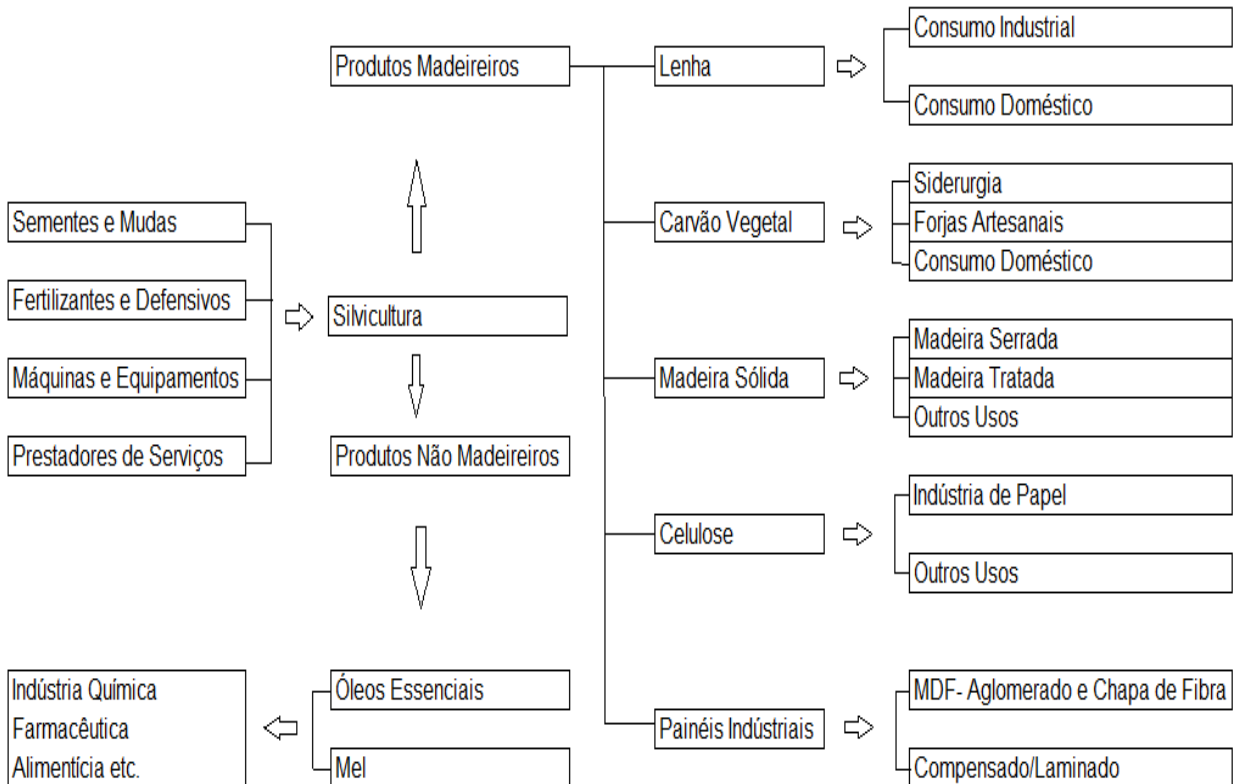 Produtos Madeireiros
Lenha
Consumo Industrial
Consumo Doméstico
Sementes e Mudas
Fertilizantes e Defensivos
Máquinas e Equipamentos
Prestadores de Serviços
Silvicultura
Produtos Não Madeireiros
Carvão Vegetal
Siderurgia
Forjas Artesanais
Consumo Doméstico
Madeira Sólida
Madeira Serrada
Madeira Tratada
Outros Usos
Celulose
Indústria de Papel
Outros Usos
Indústria Química
Farmacêutica
Alimentícia etc.
Óleos Essenciais
Mel
Painéis Indústriais
MDF- Aglomerado e Chapa de Fibra
Compensado/Laminado